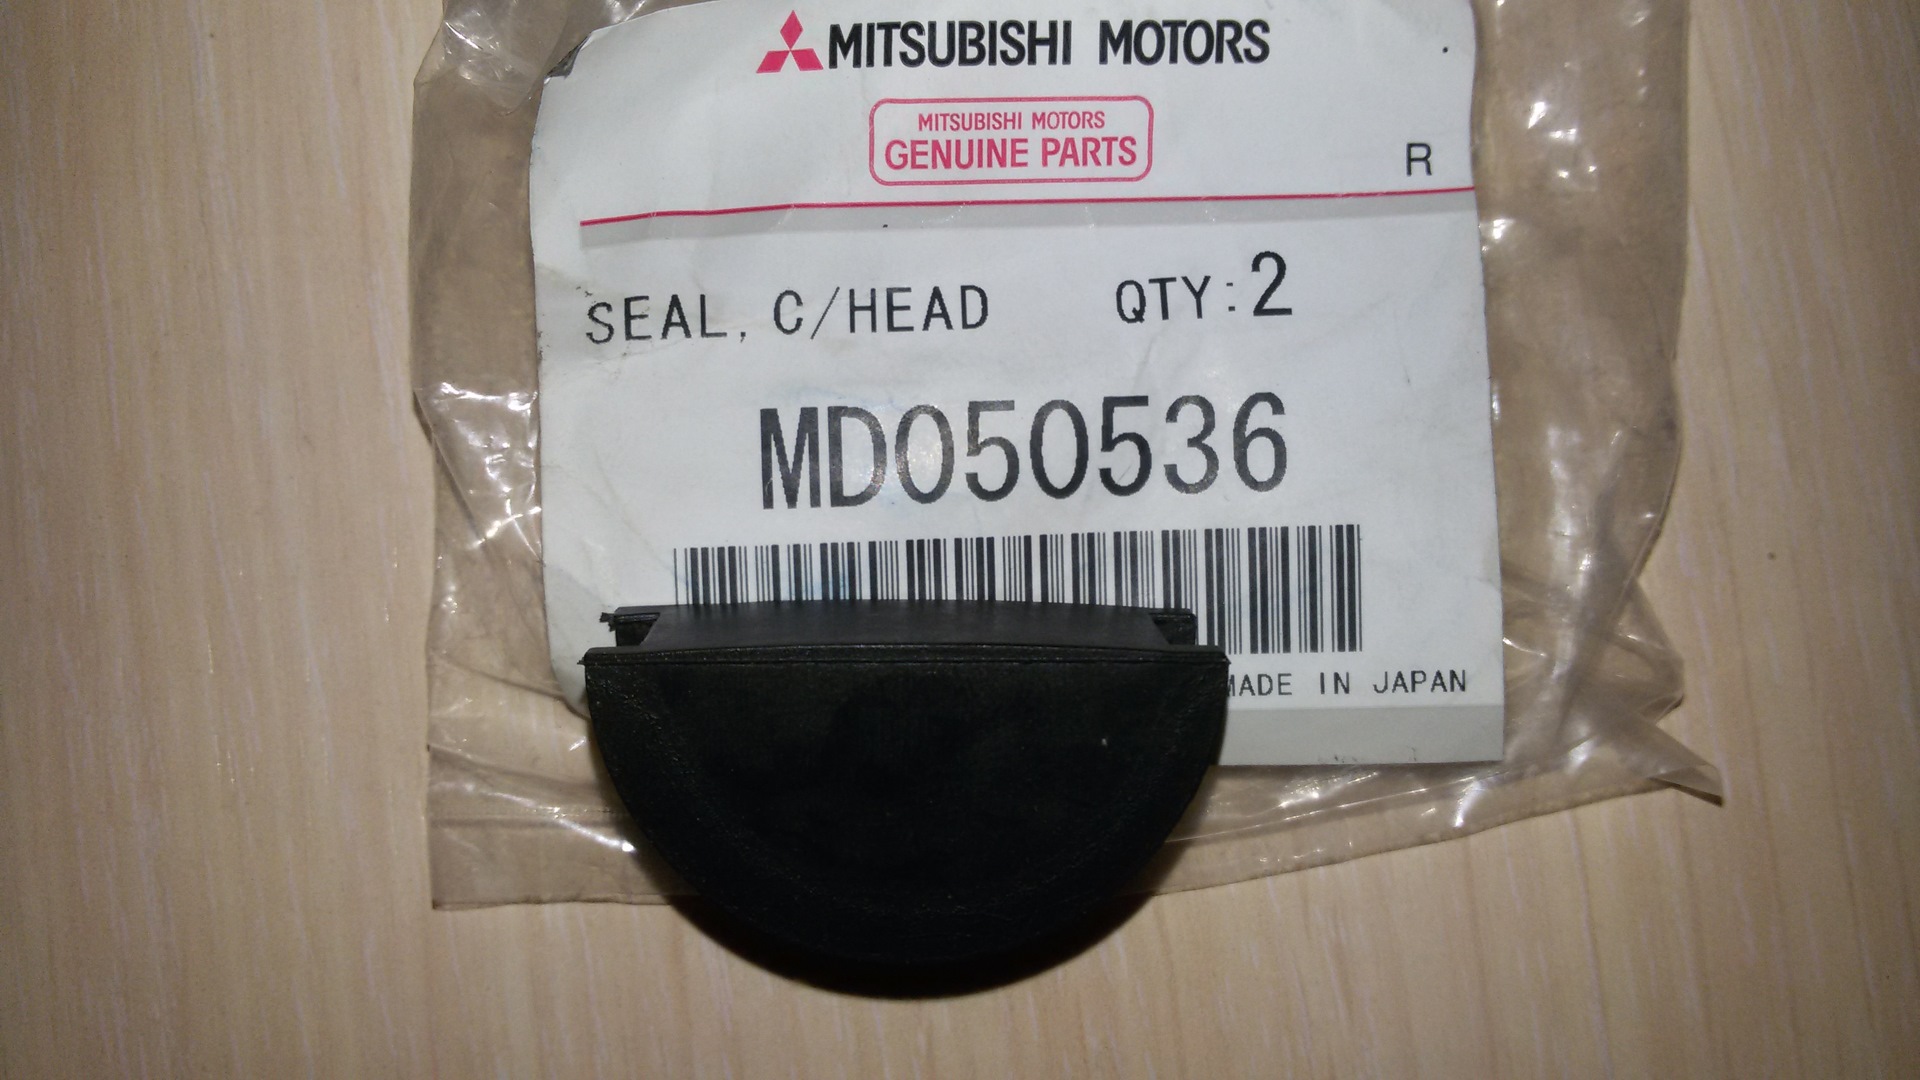 MITSUBISHI MOTORS
MITSUBISHI MOTORS
GENUINE PARTS
R
SEAL, C/HEAD QTY:2
MD050536
MADE IN JAPAN